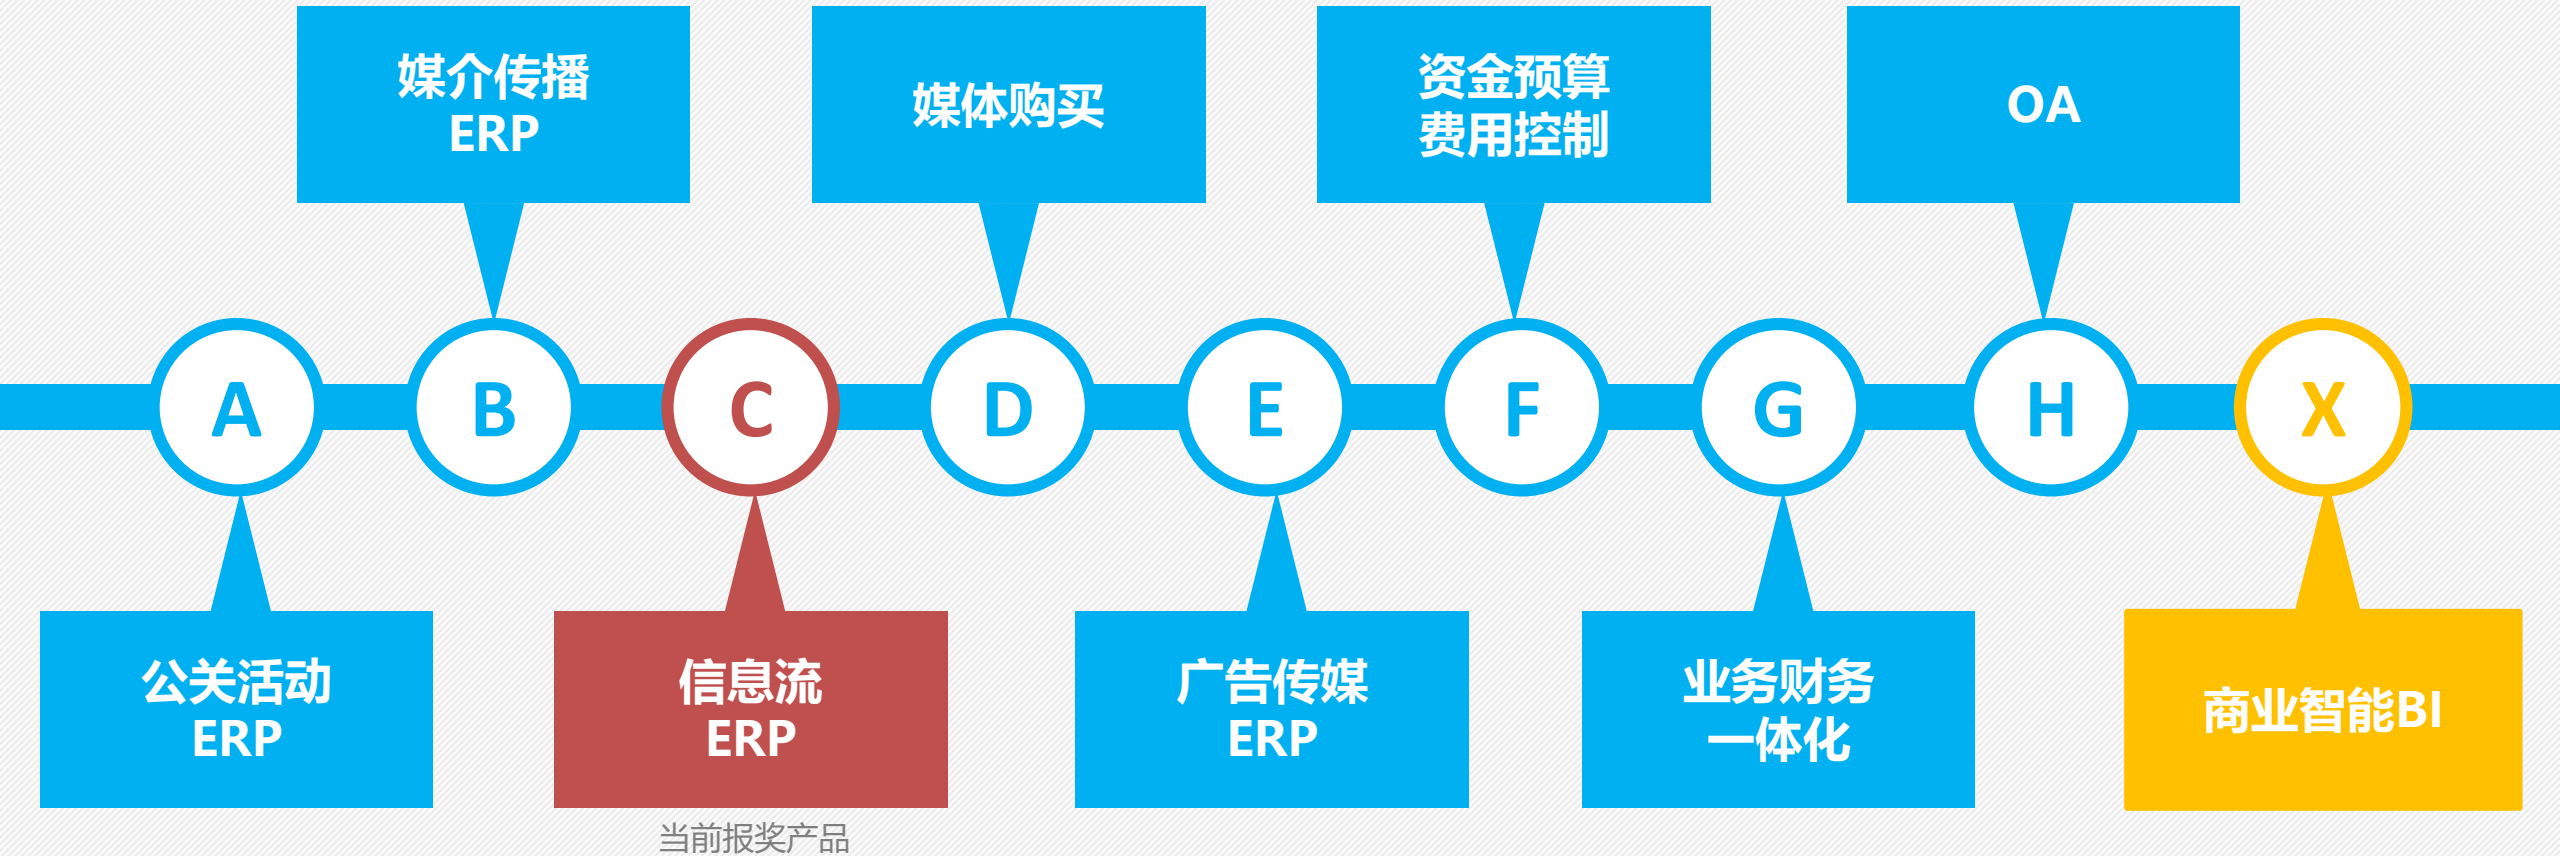 媒介传播
ERP
媒体购买
资金预算
费用控制
OA
A
B
C
D
E
F
G
H
X
公关活动
ERP
信息流
ERP
广告传媒
ERP
业务财务
一体化
商业智能BI
当前报奖产品